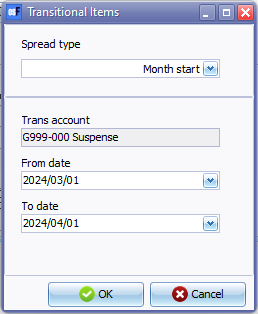 Transitional Items
Spread type
Month start
Trans account
G999-000 Suspense
From date
2024/03/01
To date
2024/04/01
OK
Cancel